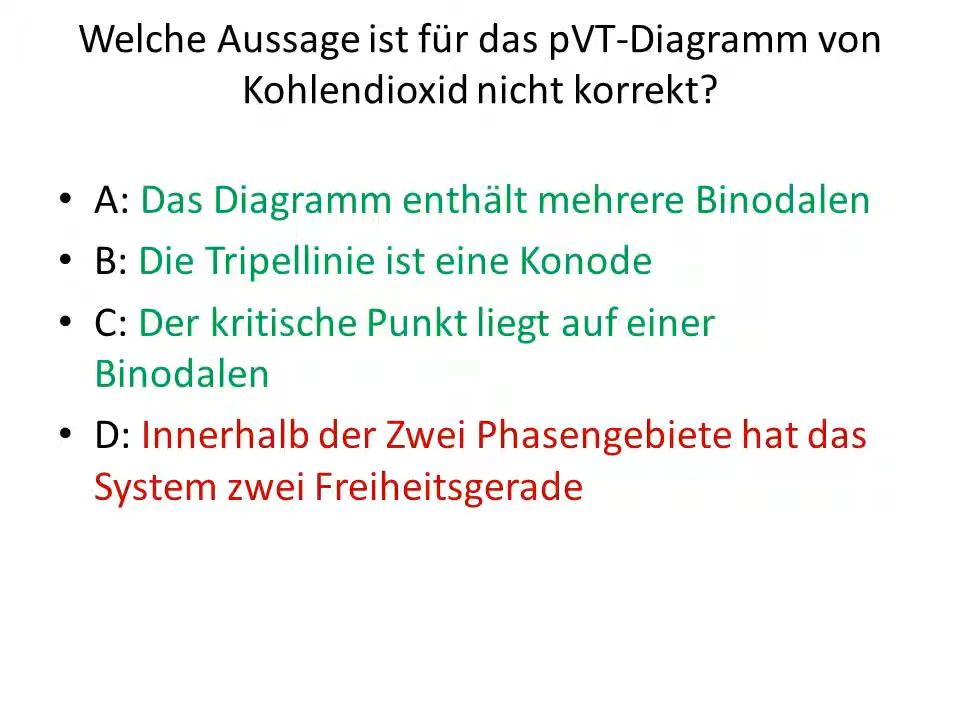 Welche Aussage ist für das pVT-Diagramm von
Kohlendioxid nicht korrekt?
• A: Das Diagramm enthält mehrere Binodalen
• B: Die Tripellinie ist eine Konode
• C: Der kritische Punkt liegt auf einer
Binodalen
• D: Innerhalb der Zwei Phasengebiete hat das
System zwei Freiheitsgerade